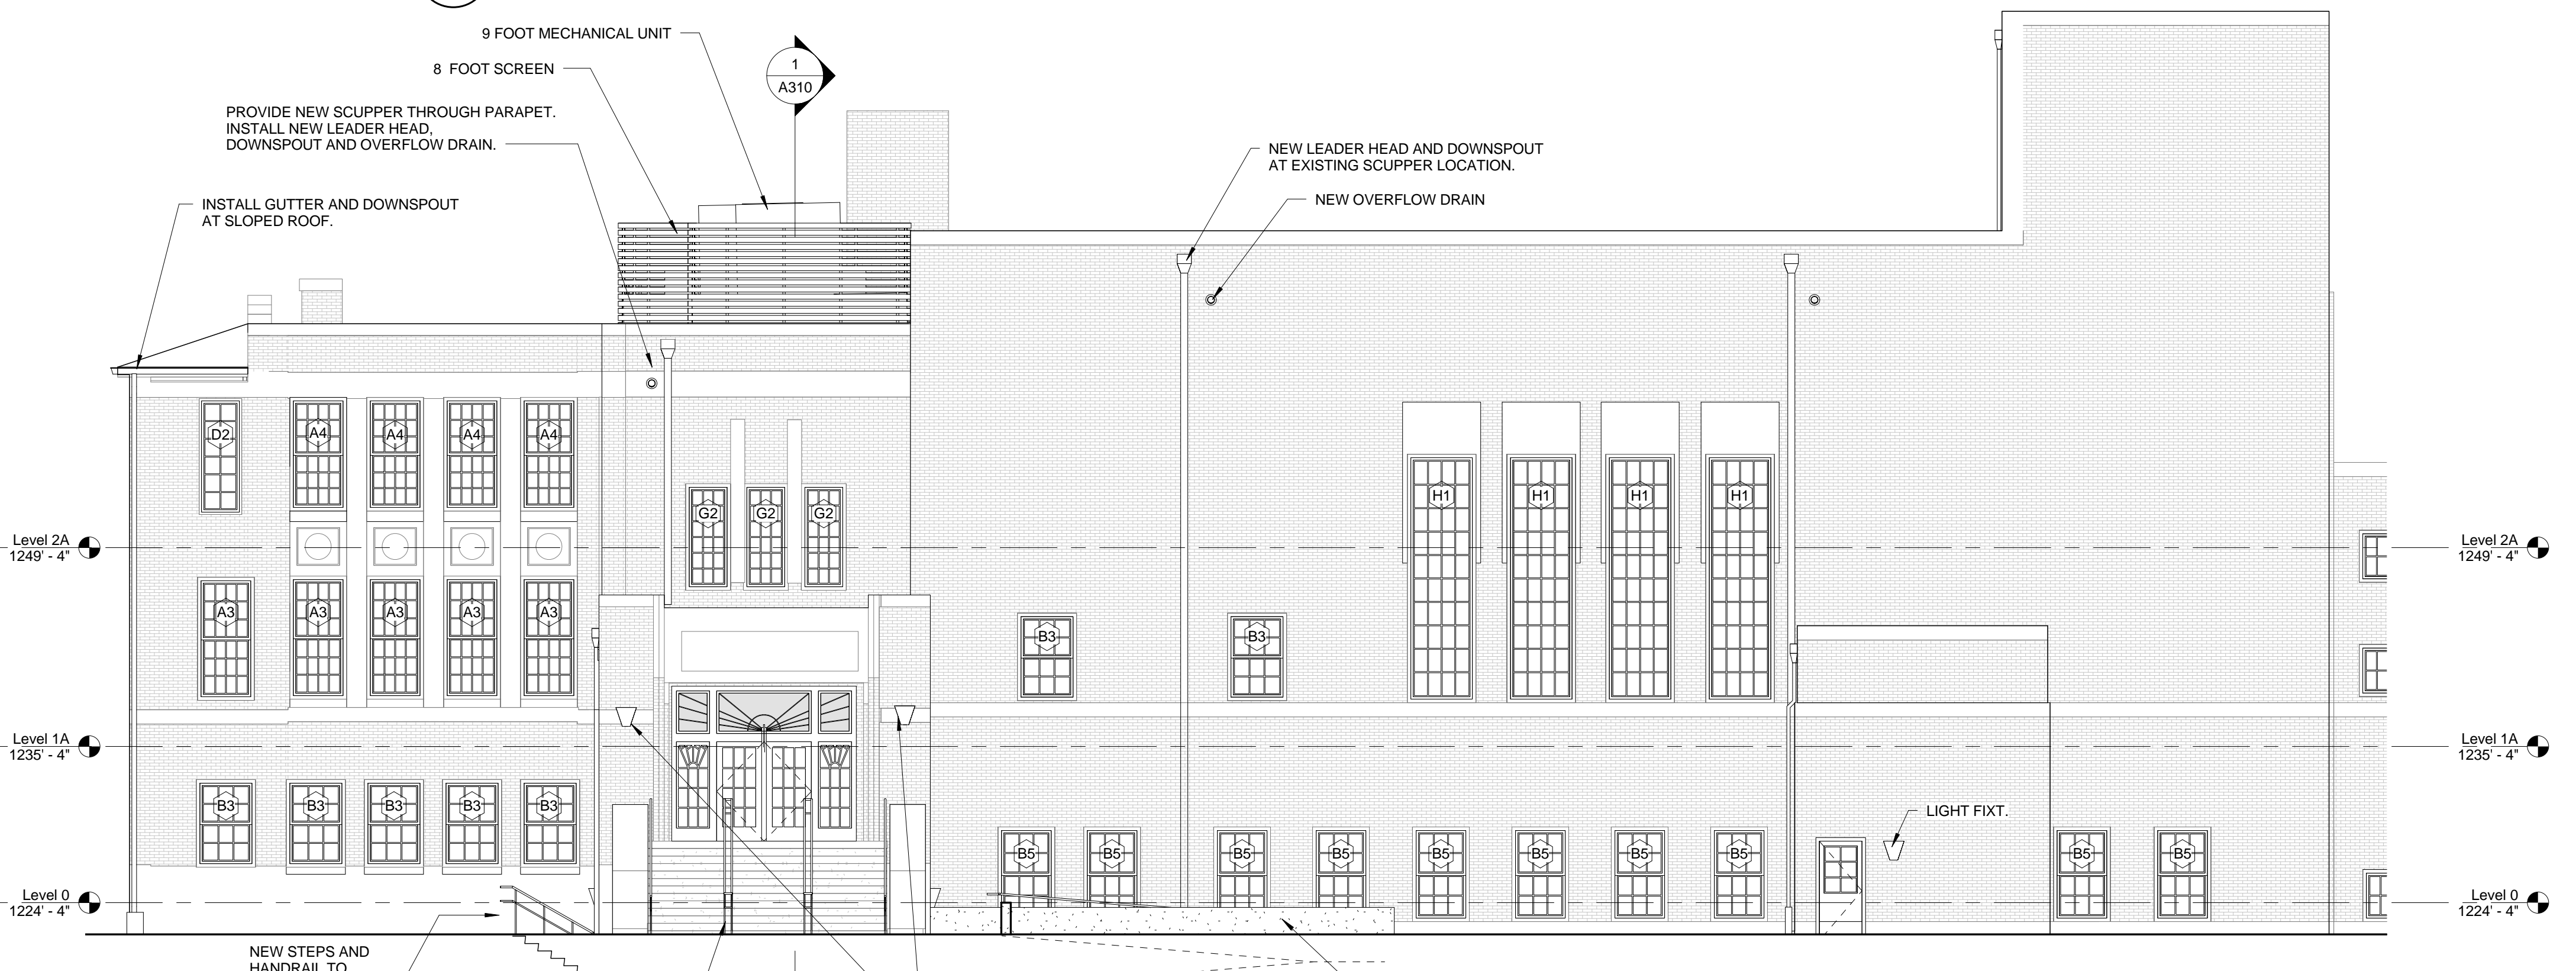 9 FOOT MECHANICAL UNIT
8 FOOT SCREEN
1
A310
PROVIDE NEW SCUPPER THROUGH PARAPET.
INSTALL NEW LEADER HEAD,
DOWNSPOUT AND OVERFLOW DRAIN.
NEW LEADER HEAD AND DOWNSPOUT
AT EXISTING SCUPPER LOCATION.
NEW OVERFLOW DRAIN
INSTALL GUTTER AND DOWNSPOUT
AT SLOPED ROOF.
D2 A4 A4 A4 A4
G2 G2 G2
H1 H1 H1 H1
Level 2A
1249' - 4"
Level 2A
1249' - 4"
A3 A3 A3 A3 A3
B3 B3
Level 1A
1235' - 4"
Level 1A
1235' - 4"
B3 B3 B3 B3 B3
LIGHT FIXT.
B5 B5 B5 B5 B5 B5 B5 B5 B5 B5
Level 0
1224' - 4"
Level 0
1224' - 4"
NEW STEPS AND
HANDRAIL TO